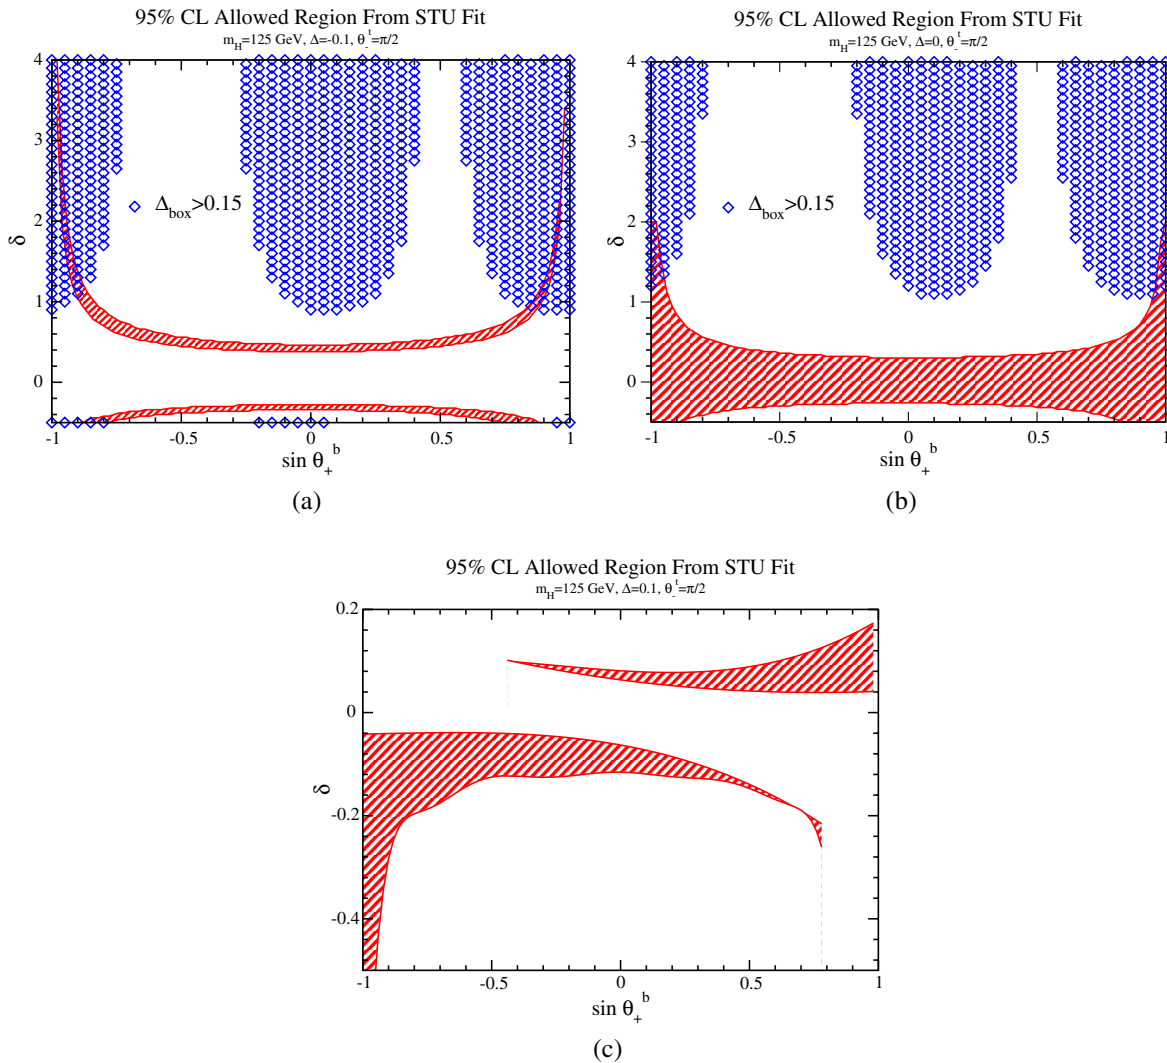 95% CL Allowed Region From STU Fit
m_H=125 GeV, Δ=-0.1, θ_-^t=π/2
4
3
2
1
0
δ
Δ_box>0.15
-1 -0.5 0 0.5 1
sin θ_+^b
(a)
95% CL Allowed Region From STU Fit
m_H=125 GeV, Δ=0, θ_-^t=π/2
4
3
2
1
0
δ
Δ_box>0.15
-1 -0.5 0 0.5 1
sin θ_+^b
(b)
95% CL Allowed Region From STU Fit
m_H=125 GeV, Δ=0.1, θ_-^t=π/2
0.2
0
-0.2
-0.4
δ
-1 -0.5 0 0.5 1
sin θ_+^b
(c)